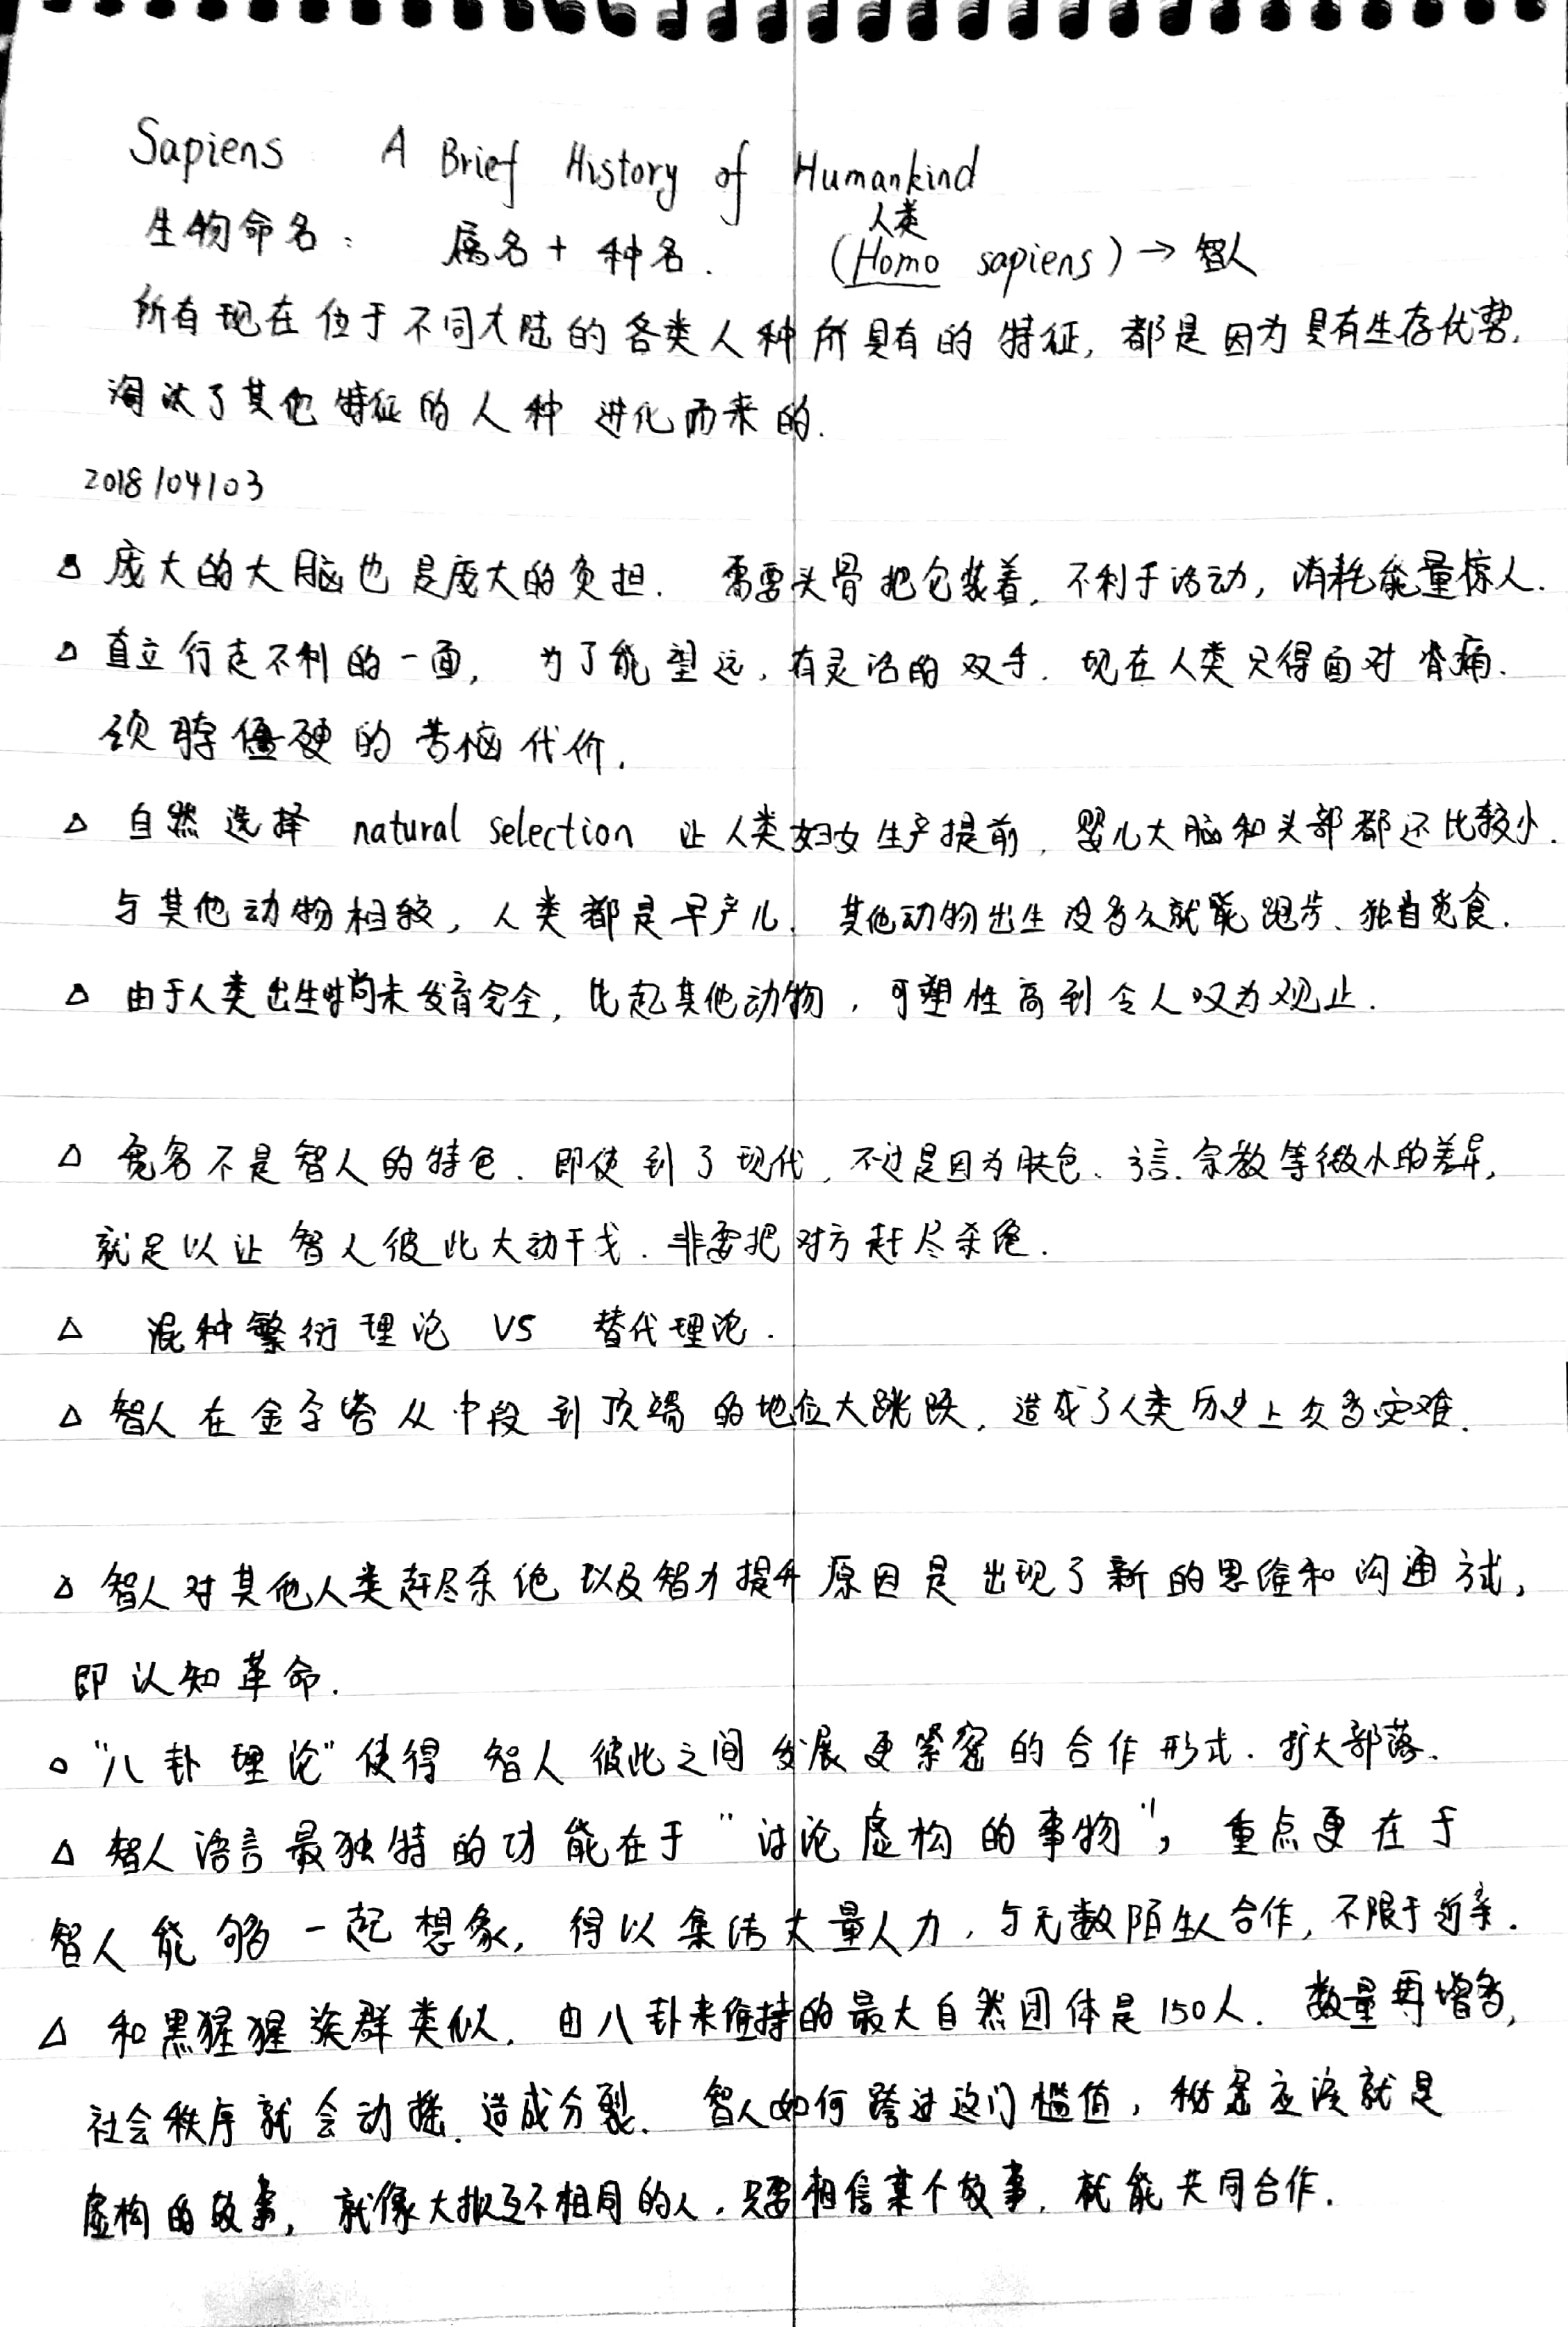 Sapiens A Brief History of Humankind
生物命名： 属名 + 种名. (Homo sapiens) → 智人
人类
所有现在位于不同大陆的各类人种所具有的特征, 都是因为具有生存优势,
淘汰了其他特征的人种 进化而来的.
2018/04/03
△ 庞大的大脑也是庞大的负担. 需要头骨把它装着, 不利于活动, 消耗能量惊人.
△ 直立行走不利的一面, 为了能望远, 有灵活的双手. 现在人类只得面对 背痛.
颈脖僵硬的苦恼代价.
△ 自然选择 natural selection 让人类妇女生产提前, 婴儿大脑和头部都还比较小.
与其他动物相较, 人类都是早产儿. 其他动物出生没多久就能跑步、独自觅食.
△ 由于人类出生时尚未发育完全, 比起其他动物, 可塑性高到令人叹为观止.
△ 宽容不是智人的特色. 即使到了现代, 不过是因为肤色、言、宗教等微小的差异,
就足以让智人彼此大动干戈. 非要把对方赶尽杀绝.
△ 混种繁衍理论 VS 替代理论.
△ 智人在金字塔从中段到顶端的地位大跳跃, 造成了人类历史上众多灾难.
△ 智人对其他人类赶尽杀绝 以及智力提升 原因是出现了新的思维和沟通方式,
即认知革命.
△ "八卦理论" 使得智人彼此之间发展更紧密的合作形式. 扩大部落.
△ 智人语言最独特的功能在于 "讨论虚构的事物", 重点更在于
智人能够一起想象, 得以集结大量人力, 与无数陌生人合作, 不限于近亲.
△ 和黑猩猩族群类似. 由八卦来维持的最大自然团体是150人. 数量再增多,
社会秩序就会动摇. 造成分裂. 智人如何跨过这门槛值, 秘密应该就是
虚构的故事, 就像大批互不相同的人, 只要相信某个故事, 就能共同合作.